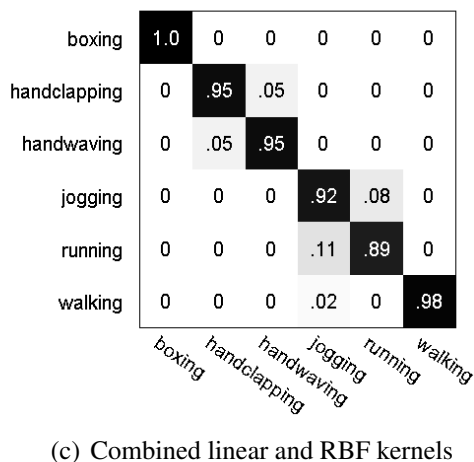 boxing 1.0 0 0 0 0 0
handclapping 0 .95 .05 0 0 0
handwaving 0 .05 .95 0 0 0
jogging 0 0 0 .92 .08 0
running 0 0 0 .11 .89 0
walking 0 0 0 .02 0 .98
boxing handclapping handwaving jogging running walking
(c) Combined linear and RBF kernels